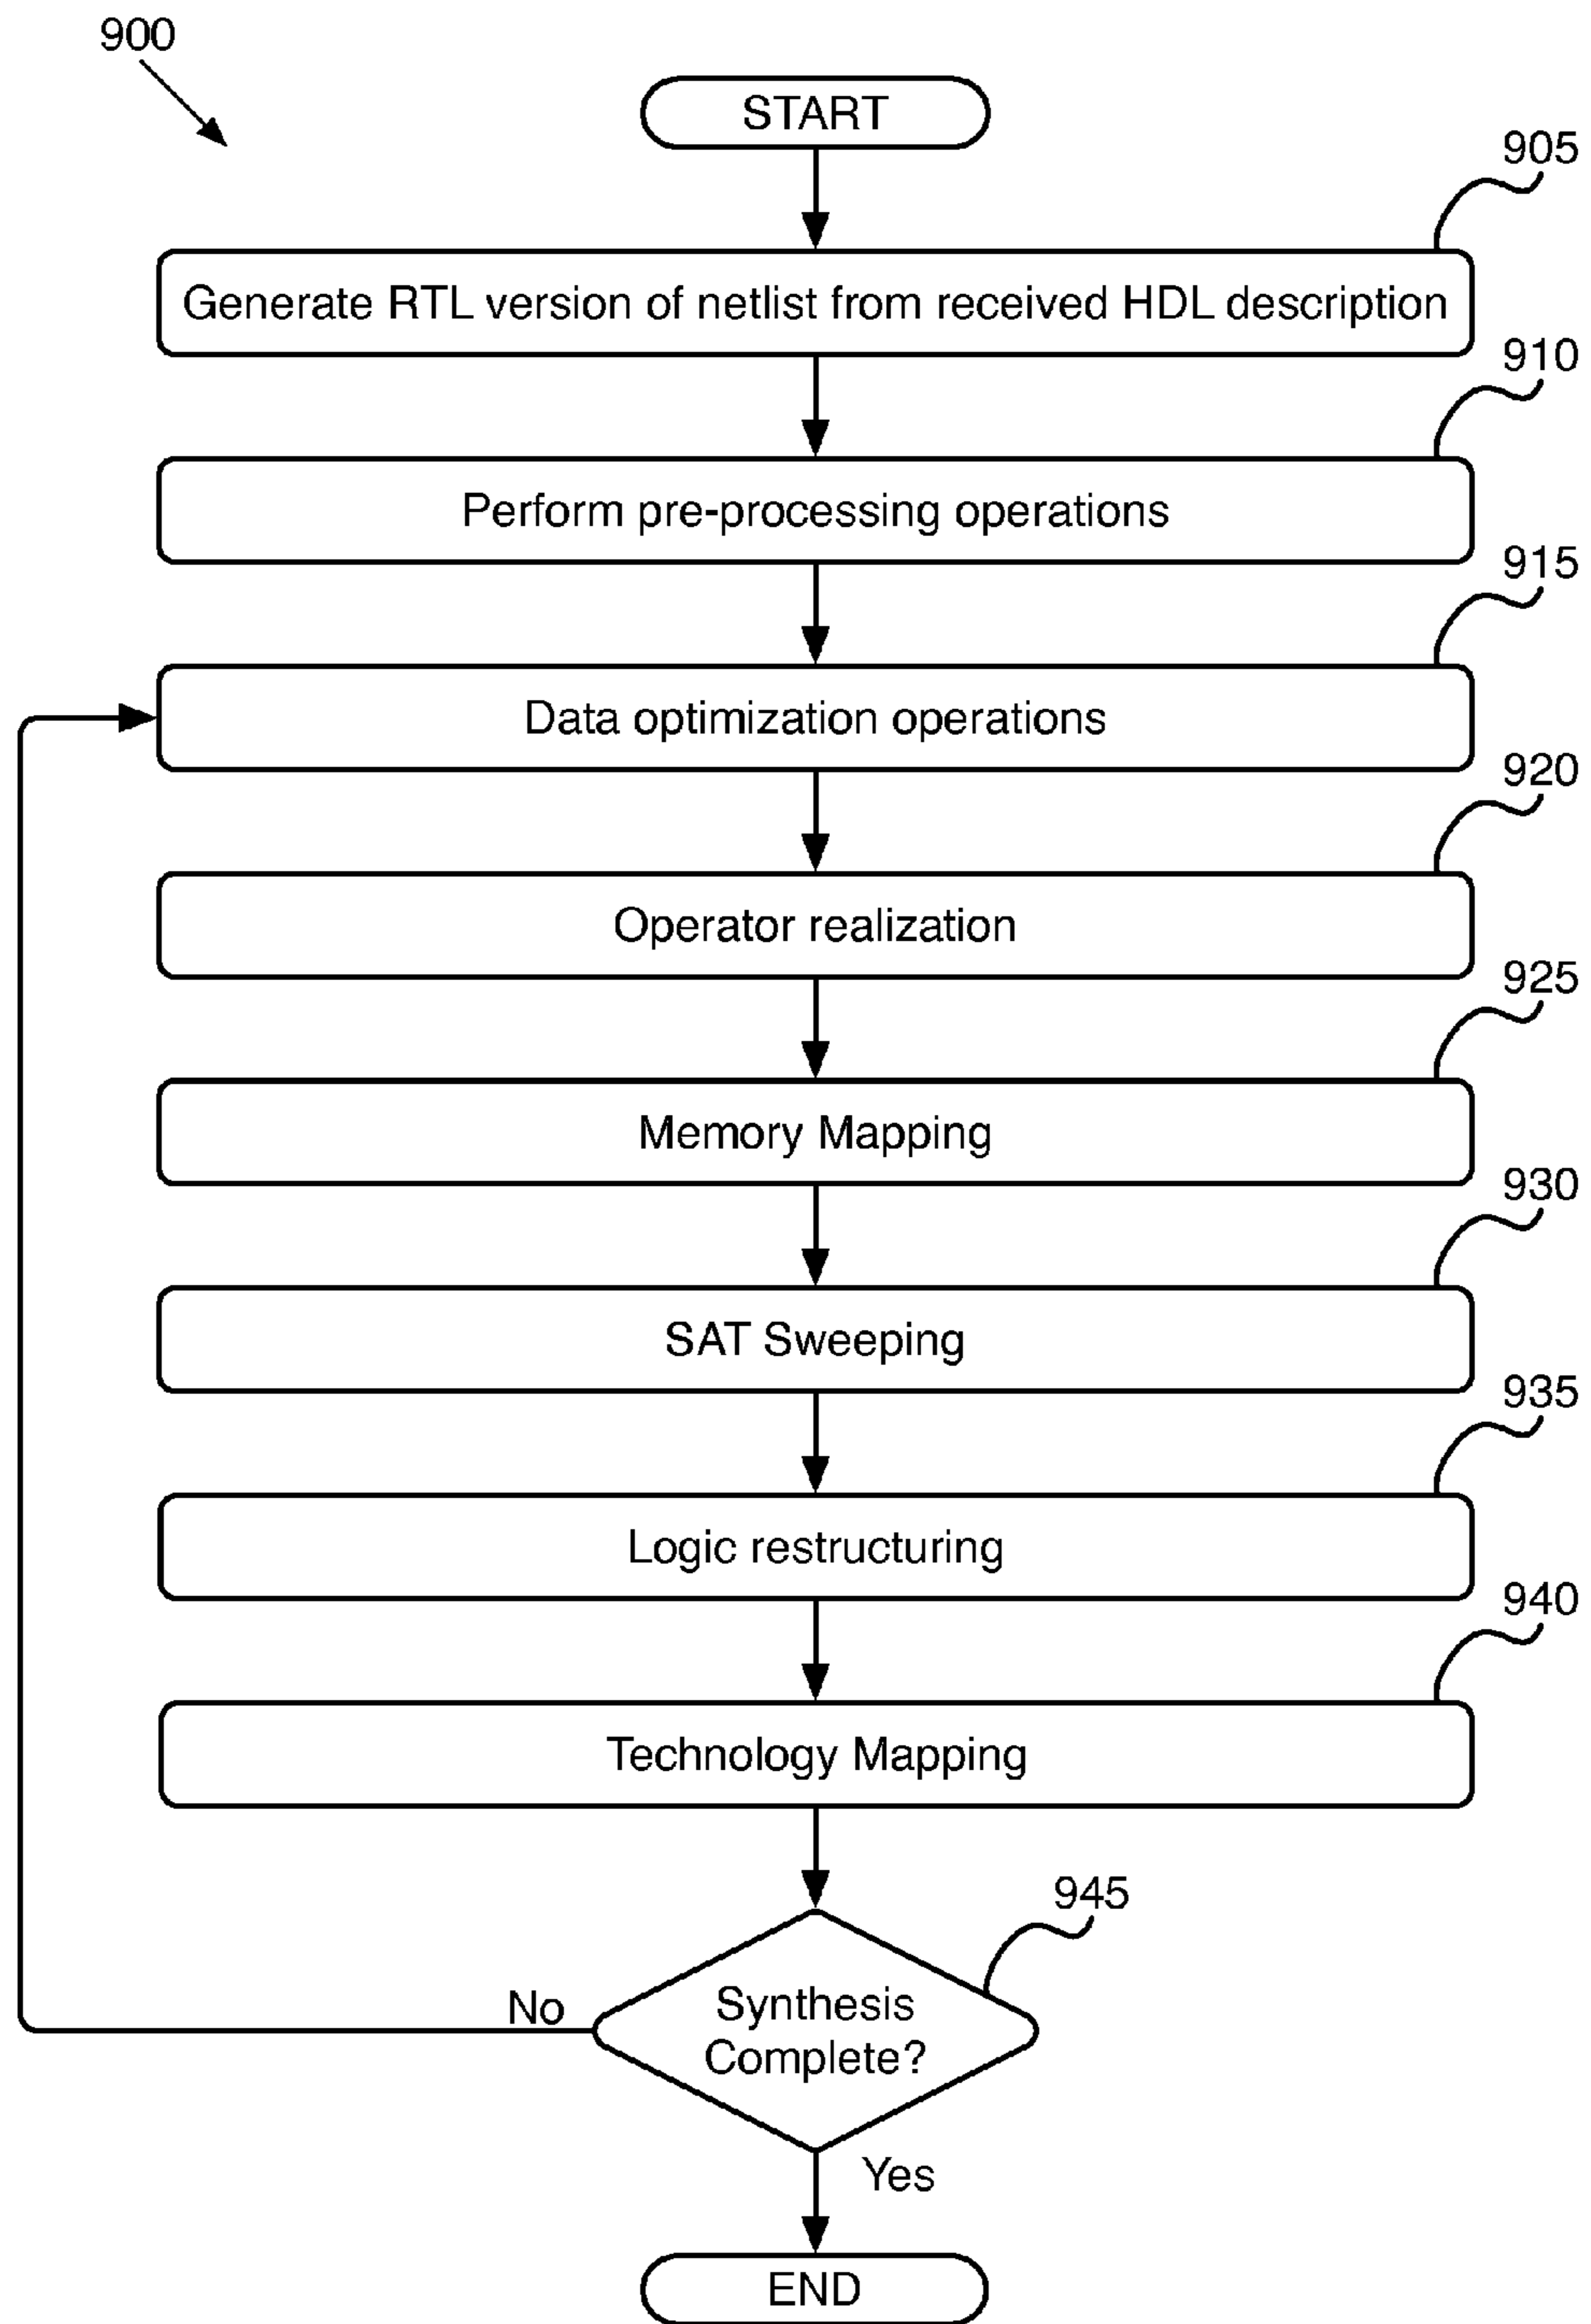 900
START
905
Generate RTL version of netlist from received HDL description
910
Perform pre-processing operations
915
Data optimization operations
920
Operator realization
925
Memory Mapping
930
SAT Sweeping
935
Logic restructuring
940
Technology Mapping
945
Synthesis
Complete?
No
Yes
END